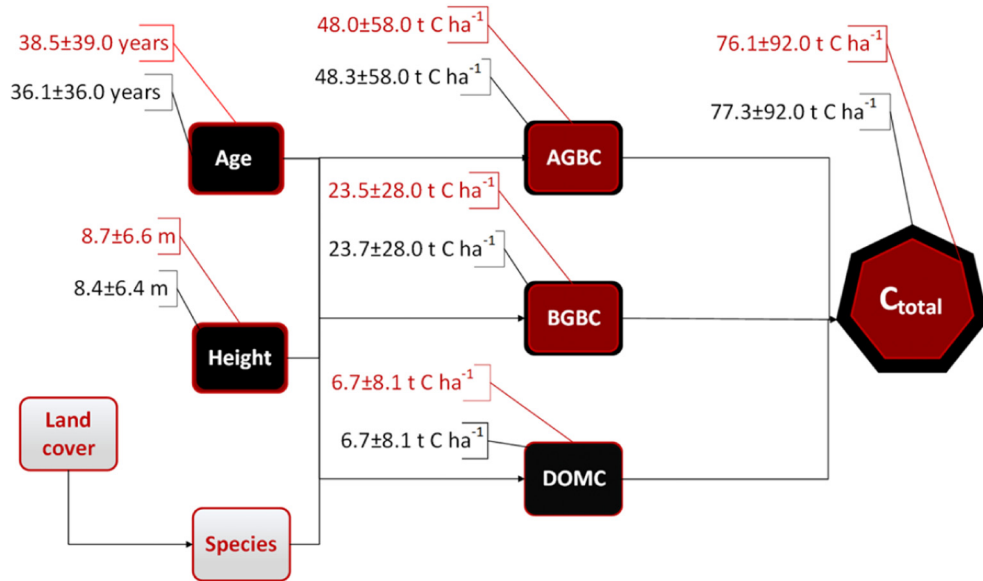 38.5±39.0 years
36.1±36.0 years
Age
48.0±58.0 t C ha⁻¹
48.3±58.0 t C ha⁻¹
AGBC
76.1±92.0 t C ha⁻¹
77.3±92.0 t C ha⁻¹
8.7±6.6 m
8.4±6.4 m
Height
23.5±28.0 t C ha⁻¹
23.7±28.0 t C ha⁻¹
BGBC
C_total
6.7±8.1 t C ha⁻¹
6.7±8.1 t C ha⁻¹
DOMC
Land
cover
Species